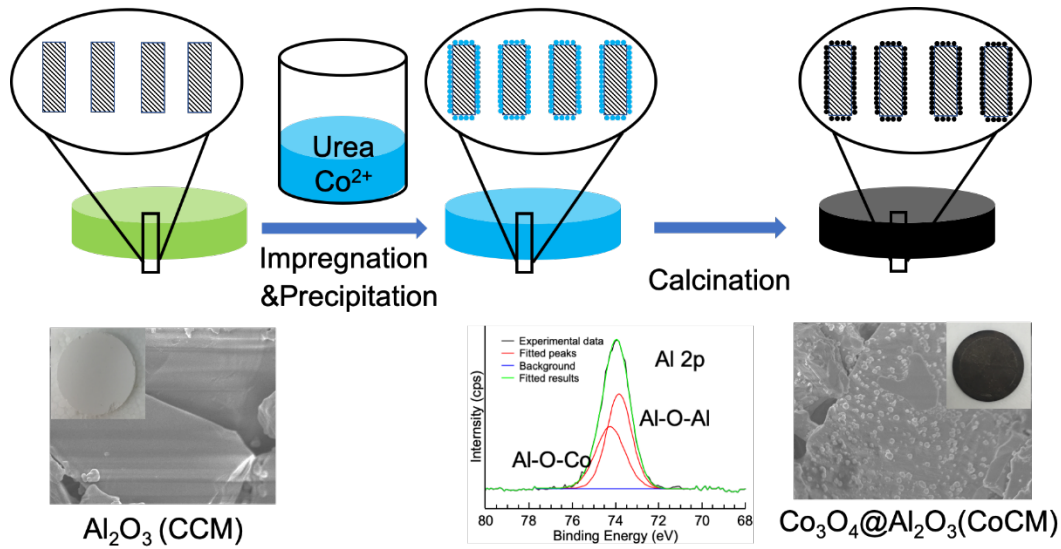 Urea
Co²⁺
Impregnation
&Precipitation
Calcination
Experimental data
Fitted peaks
Background
Fitted results
Al 2p
Al-O-Al
Al-O-Co
Internsity (cps)
80 78 76 74 72 70 68
Binding Energy (eV)
Al₂O₃ (CCM)
Co₃O₄@Al₂O₃(CoCM)